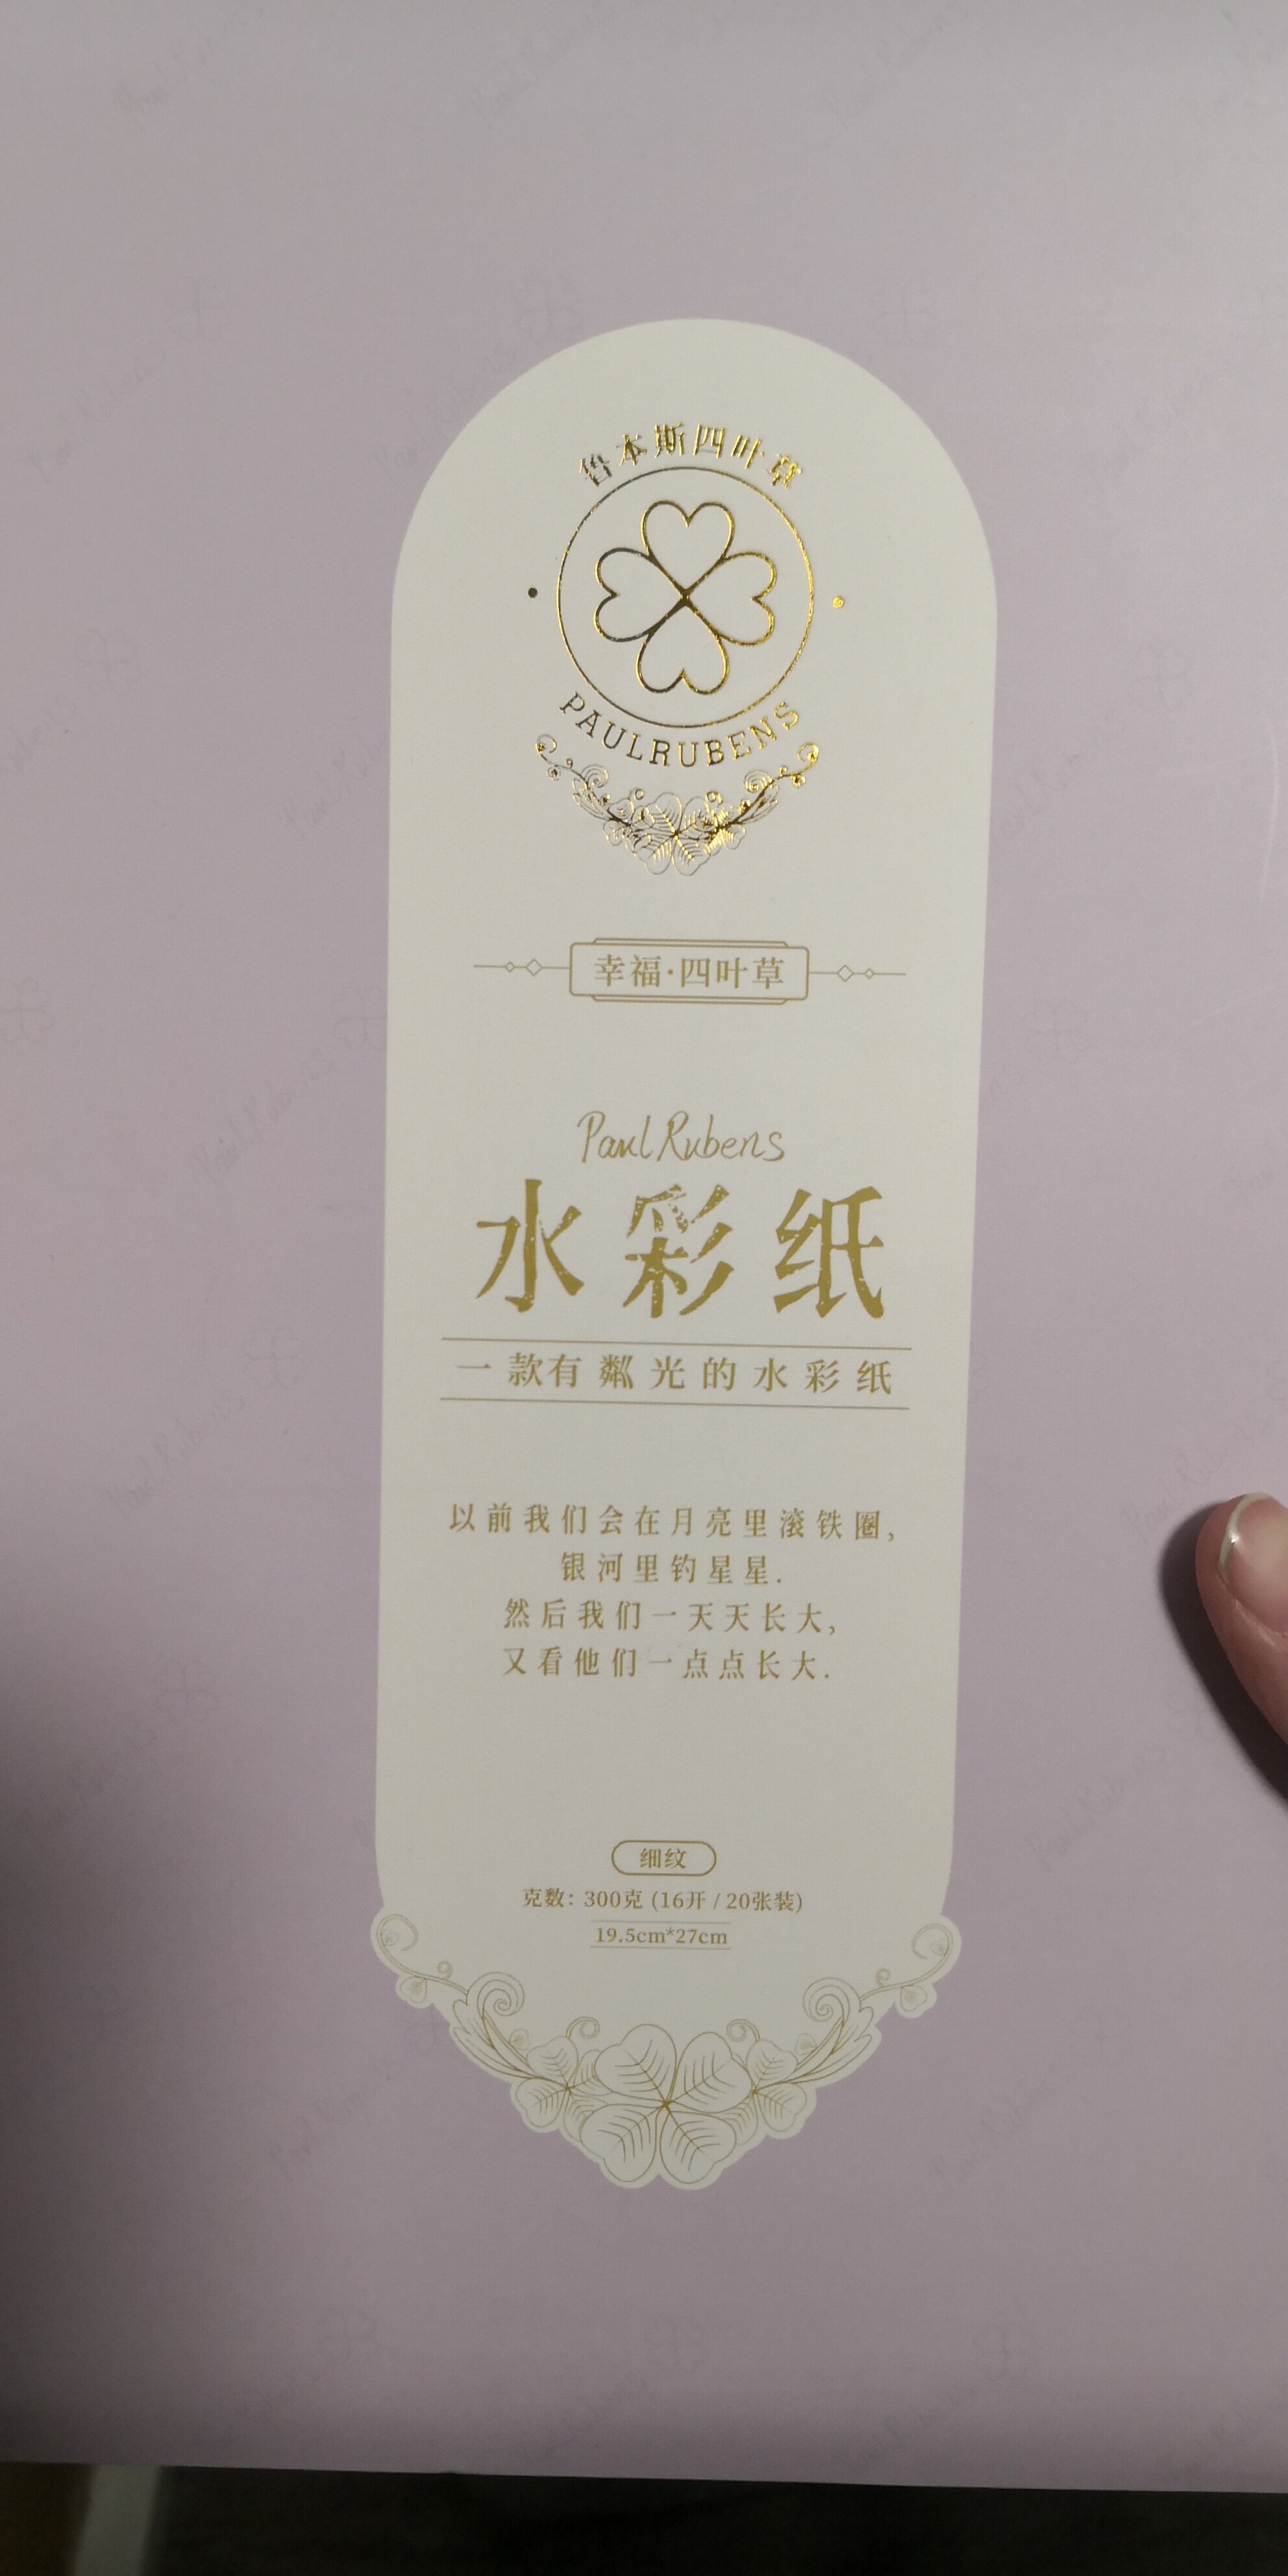 鲁本斯四叶草
PAULRUBENS
幸福·四叶草
Paul Rubens
水彩纸
一款有粼光的水彩纸
以前我们会在月亮里滚铁圈,
银河里钓星星.
然后我们一天天长大,
又看他们一点点长大.
细纹
克数: 300克 (16开 / 20张装)
19.5cm*27cm